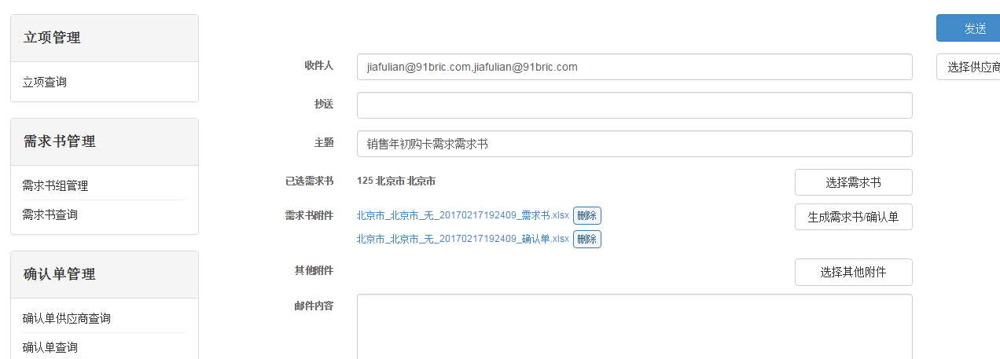 立项管理
立项查询
需求书管理
需求书组管理
需求书查询
确认单管理
确认单供应商查询
确认单查询
发送
收件人 jiafulian@91bric.com,jiafulian@91bric.com 选择供应商
抄送
主题 销售年初购卡需求需求书
已选需求书 125 北京市 北京市 选择需求书
需求书附件 北京市_北京市_无_20170217192409_需求书.xlsx 删除 生成需求书/确认单
北京市_北京市_无_20170217192409_确认单.xlsx 删除
其他附件 选择其他附件
邮件内容